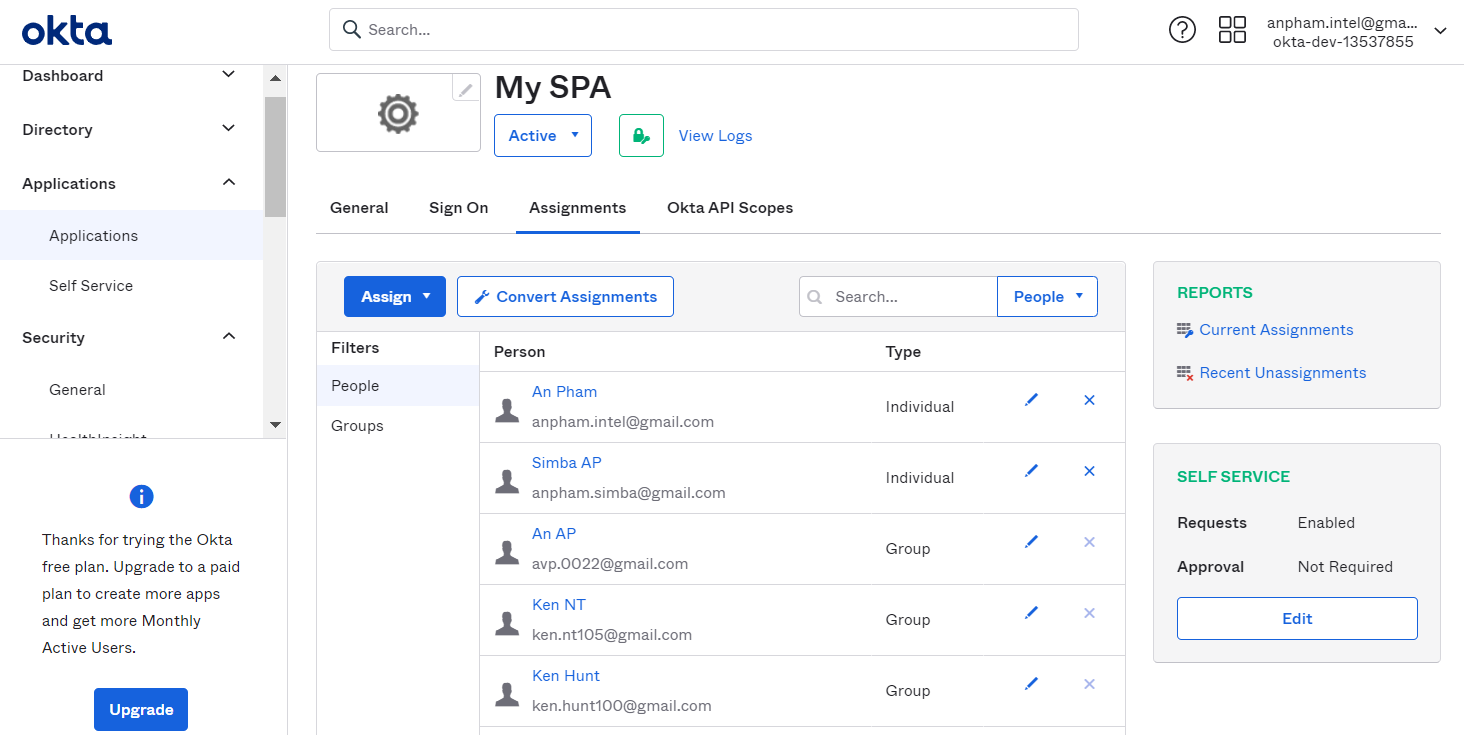 okta
Search...
anpham.intel@gma...
okta-dev-13537855
Dashboard
Directory
Applications
Applications
Self Service
Security
General
HealthInsight
Thanks for trying the Okta
free plan. Upgrade to a paid
plan to create more apps
and get more Monthly
Active Users.
Upgrade
My SPA
Active
View Logs
General
Sign On
Assignments
Okta API Scopes
Assign
Convert Assignments
Search...
People
Filters
People
Groups
Person
Type
An Pham
anpham.intel@gmail.com
Individual
Simba AP
anpham.simba@gmail.com
Individual
An AP
avp.0022@gmail.com
Group
Ken NT
ken.nt105@gmail.com
Group
Ken Hunt
ken.hunt100@gmail.com
Group
REPORTS
Current Assignments
Recent Unassignments
SELF SERVICE
Requests Enabled
Approval Not Required
Edit